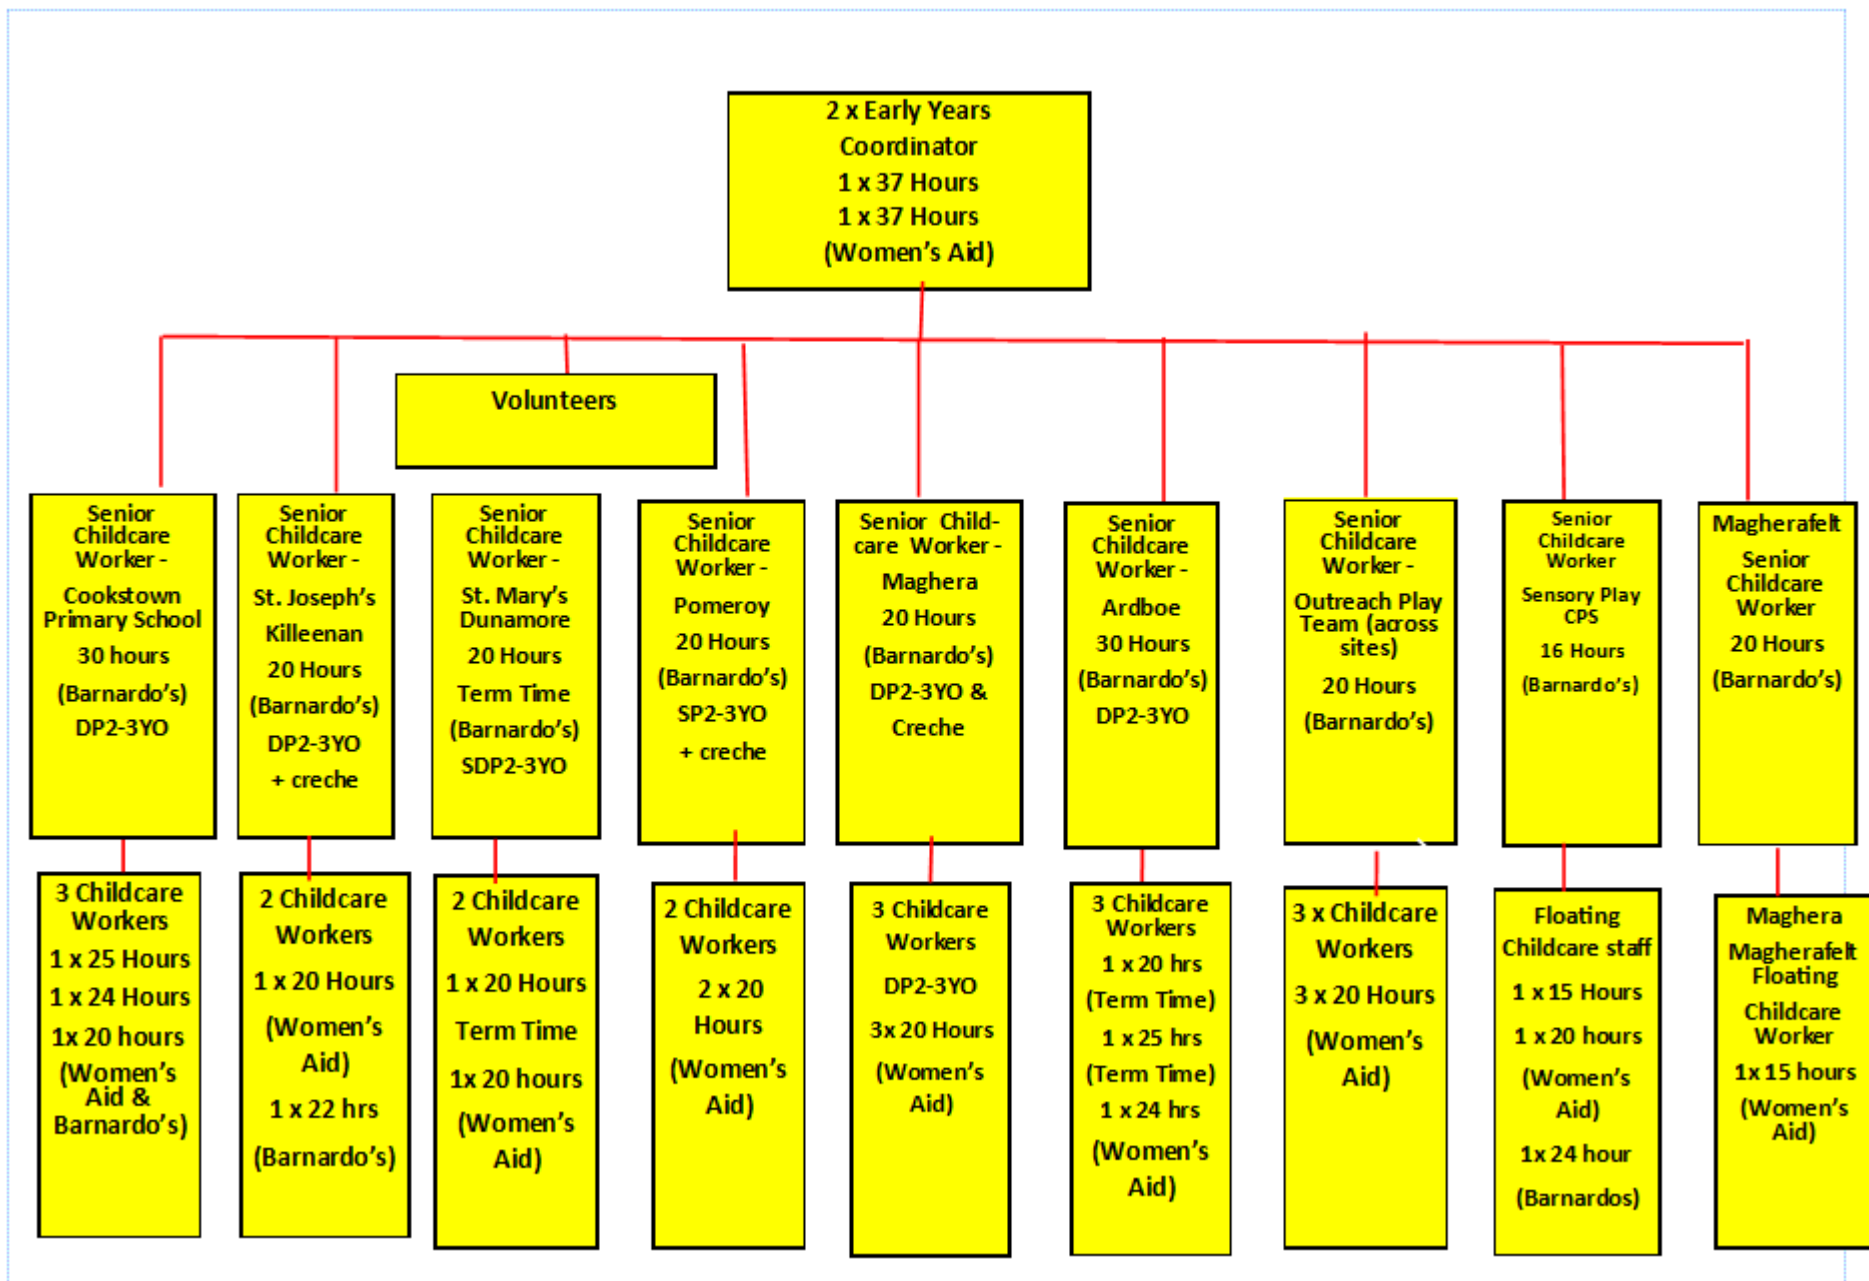 2 x Early Years
Coordinator
1 x 37 Hours
1 x 37 Hours
(Women's Aid)
Volunteers
Senior
Childcare
Worker -
Cookstown
Primary School
30 hours
(Barnardo's)
DP2-3YO
Senior
Childcare
Worker -
St. Joseph's
Killeenan
20 Hours
(Barnardo's)
DP2-3YO
+ creche
Senior
Childcare
Worker -
St. Mary's
Dunamore
20 Hours
Term Time
(Barnardo's)
SDP2-3YO
Senior
Childcare
Worker -
Pomeroy
20 Hours
(Barnardo's)
SP2-3YO
+ creche
Senior Child-
care Worker -
Maghera
20 Hours
(Barnardo's)
DP2-3YO &
Creche
Senior
Childcare
Worker -
Ardboe
30 Hours
(Barnardo's)
DP2-3YO
Senior
Childcare
Worker -
Outreach Play
Team (across
sites)
20 Hours
(Barnardo's)
Senior
Childcare
Worker
Sensory Play
CPS
16 Hours
(Barnardo's)
Magherafelt
Senior
Childcare
Worker
20 Hours
(Barnardo's)
3 Childcare
Workers
1 x 25 Hours
1 x 24 Hours
1x 20 hours
(Women's
Aid &
Barnardo's)
2 Childcare
Workers
1 x 20 Hours
(Women's
Aid)
1 x 22 hrs
(Barnardo's)
2 Childcare
Workers
1 x 20 Hours
Term Time
1x 20 hours
(Women's
Aid)
2 Childcare
Workers
2 x 20
Hours
(Women's
Aid)
3 Childcare
Workers
DP2-3YO
3x 20 Hours
(Women's
Aid)
3 Childcare
Workers
1 x 20 hrs
(Term Time)
1 x 25 hrs
(Term Time)
1 x 24 hrs
(Women's
Aid)
3 x Childcare
Workers
3 x 20 Hours
(Women's
Aid)
Floating
Childcare staff
1 x 15 Hours
1 x 20 hours
(Women's
Aid)
1x 24 hour
(Barnardos)
Maghera
Magherafelt
Floating
Childcare
Worker
1x 15 hours
(Women's
Aid)